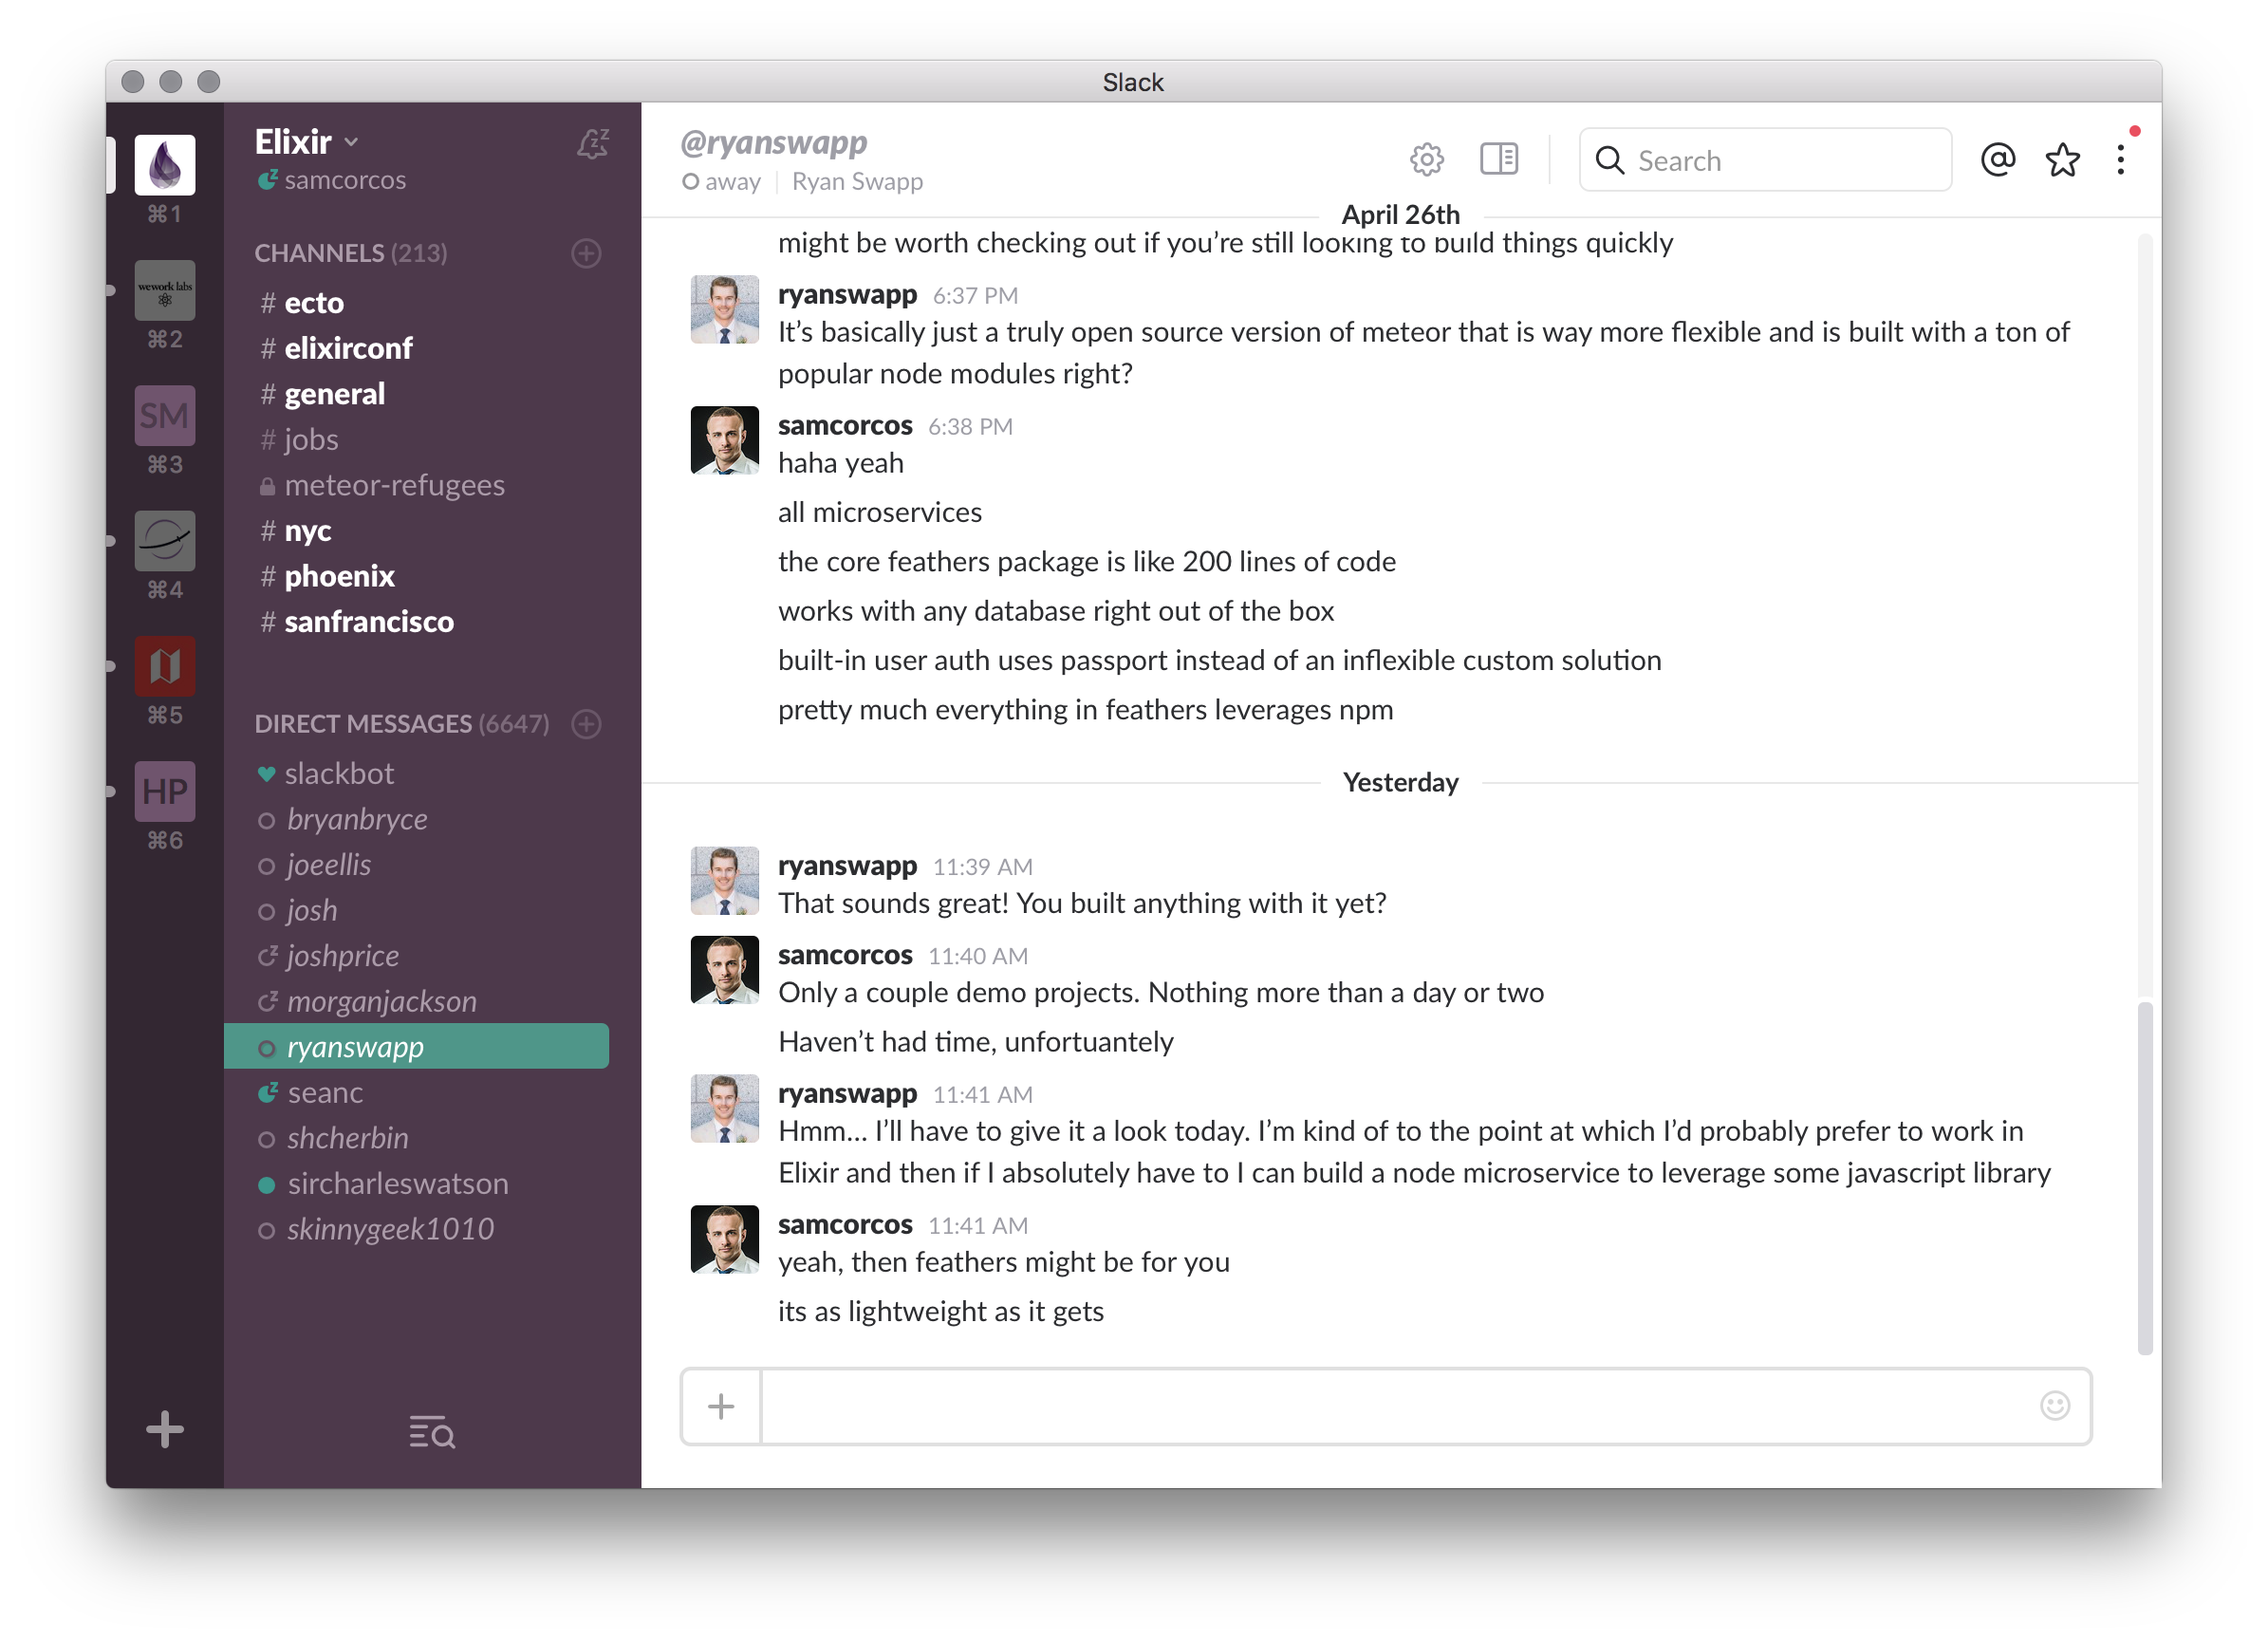 Slack
⌘1
wework labs
⌘2
SM
⌘3
⌘4
⌘5
HP
⌘6
Elixir
samcorcos
CHANNELS (213)
# ecto
# elixirconf
# general
# jobs
meteor-refugees
# nyc
# phoenix
# sanfrancisco
DIRECT MESSAGES (6647)
slackbot
bryanbryce
joeellis
josh
joshprice
morganjackson
ryanswapp
seanc
shcherbin
sircharleswatson
skinnygeek1010
@ryanswapp
away Ryan Swapp
Search
April 26th
might be worth checking out if you’re still looking to build things quickly
ryanswapp 6:37 PM
It’s basically just a truly open source version of meteor that is way more flexible and is built with a ton of
popular node modules right?
samcorcos 6:38 PM
haha yeah
all microservices
the core feathers package is like 200 lines of code
works with any database right out of the box
built-in user auth uses passport instead of an inflexible custom solution
pretty much everything in feathers leverages npm
Yesterday
ryanswapp 11:39 AM
That sounds great! You built anything with it yet?
samcorcos 11:40 AM
Only a couple demo projects. Nothing more than a day or two
Haven’t had time, unfortuantely
ryanswapp 11:41 AM
Hmm... I’ll have to give it a look today. I’m kind of to the point at which I’d probably prefer to work in
Elixir and then if I absolutely have to I can build a node microservice to leverage some javascript library
samcorcos 11:41 AM
yeah, then feathers might be for you
its as lightweight as it gets